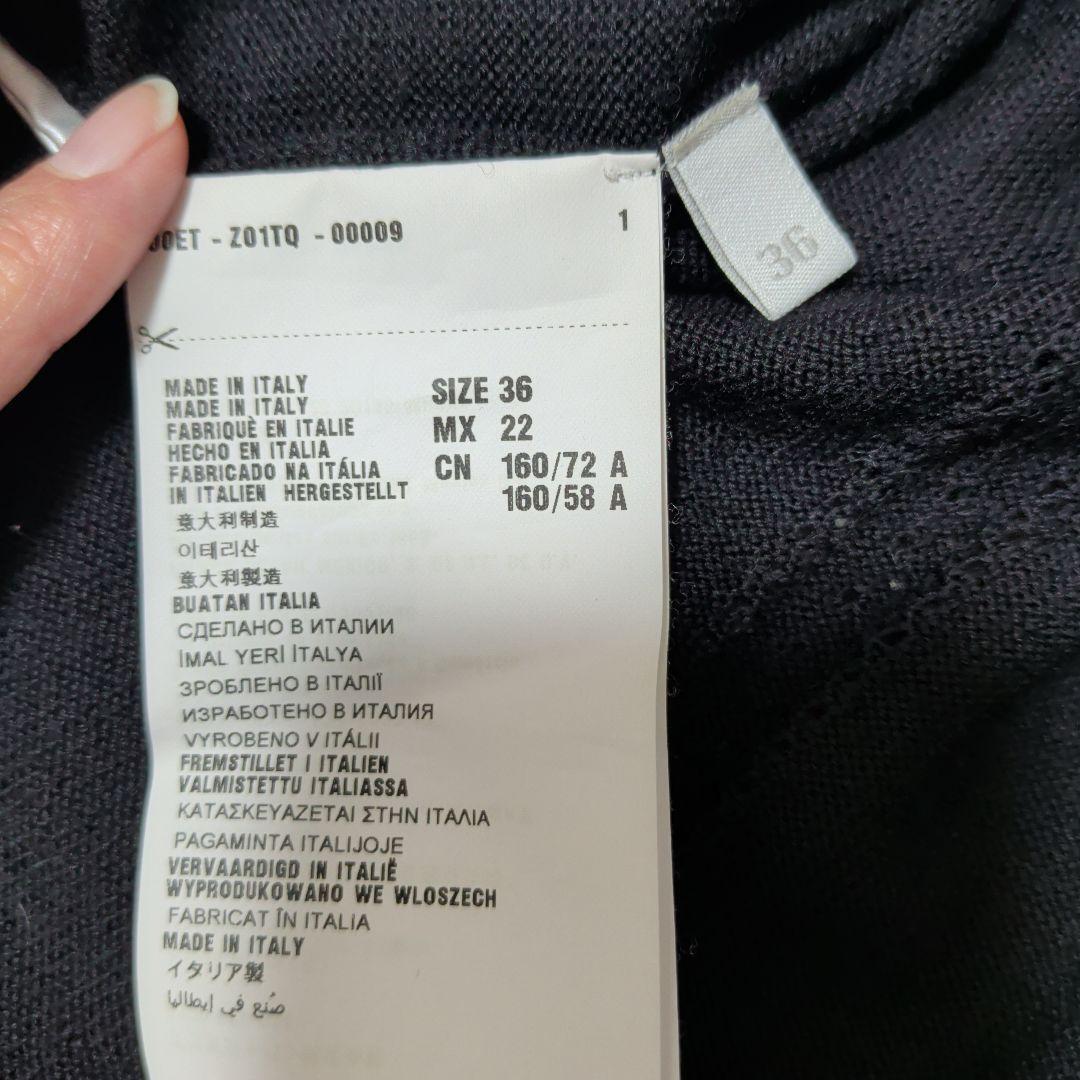 00ET - Z01TQ - 00009
1
36
MADE IN ITALY
MADE IN ITALY
FABRIQUÈ EN ITALIE
HECHO EN ITALIA
FABRICADO NA ITÁLIA
IN ITALIEN HERGESTELLT
SIZE 36
MX 22
CN 160/72 A
160/58 A
意大利制造
이태리산
意大利製造
BUATAN ITALIA
СДЕЛАНО В ИТАЛИИ
İMAL YERİ İTALYA
ЗРОБЛЕНО В ІТАЛІЇ
ИЗРАБОТЕНО В ИТАЛИЯ
VYROBENO V ITÁLII
FREMSTILLET I ITALIEN
VALMISTETTU ITALIASSA
ΚΑΤΑΣΚΕΥΑΖΕΤΑΙ ΣΤΗΝ ΙΤΑΛΙΑ
PAGAMINTA ITALIJOJE
VERVAARDIGD IN ITALIË
WYPRODUKOWANO WE WLOSZECH
FABRICAT ÎN ITALIA
MADE IN ITALY
イタリア製
صُنع في إيطاليا